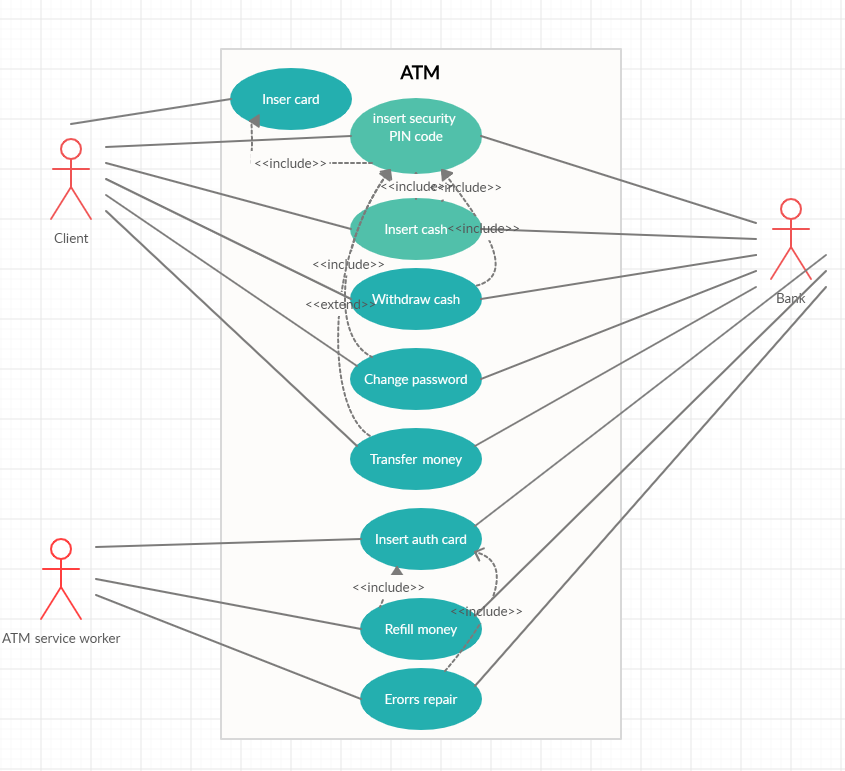 ATM
Inser card
insert security
PIN code
<<include>>
<<include>>
<<include>>
Insert cash
<<include>>
Client
Bank
<<include>>
Withdraw cash
<<extend>>
Change password
Transfer money
Insert auth card
<<include>>
<<include>>
Refill money
ATM service worker
Erorrs repair